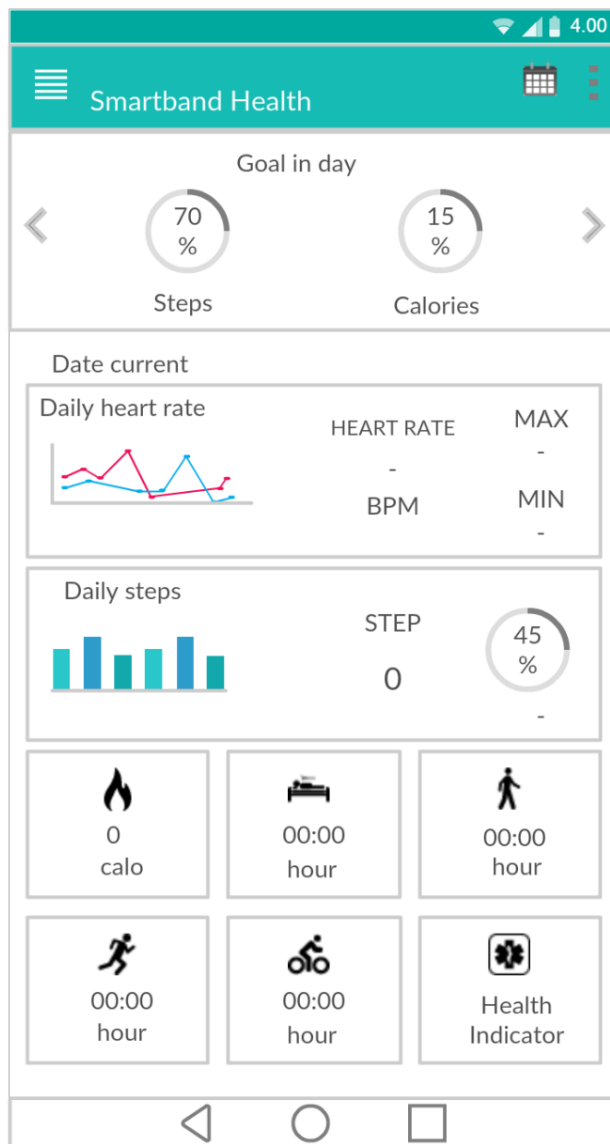 4.00
Smartband Health
Goal in day
70
%
15
%
Steps
Calories
Date current
Daily heart rate
HEART RATE
-
BPM
MAX
-
MIN
-
Daily steps
STEP
0
45
%
-
0
calo
00:00
hour
00:00
hour
00:00
hour
00:00
hour
Health
Indicator